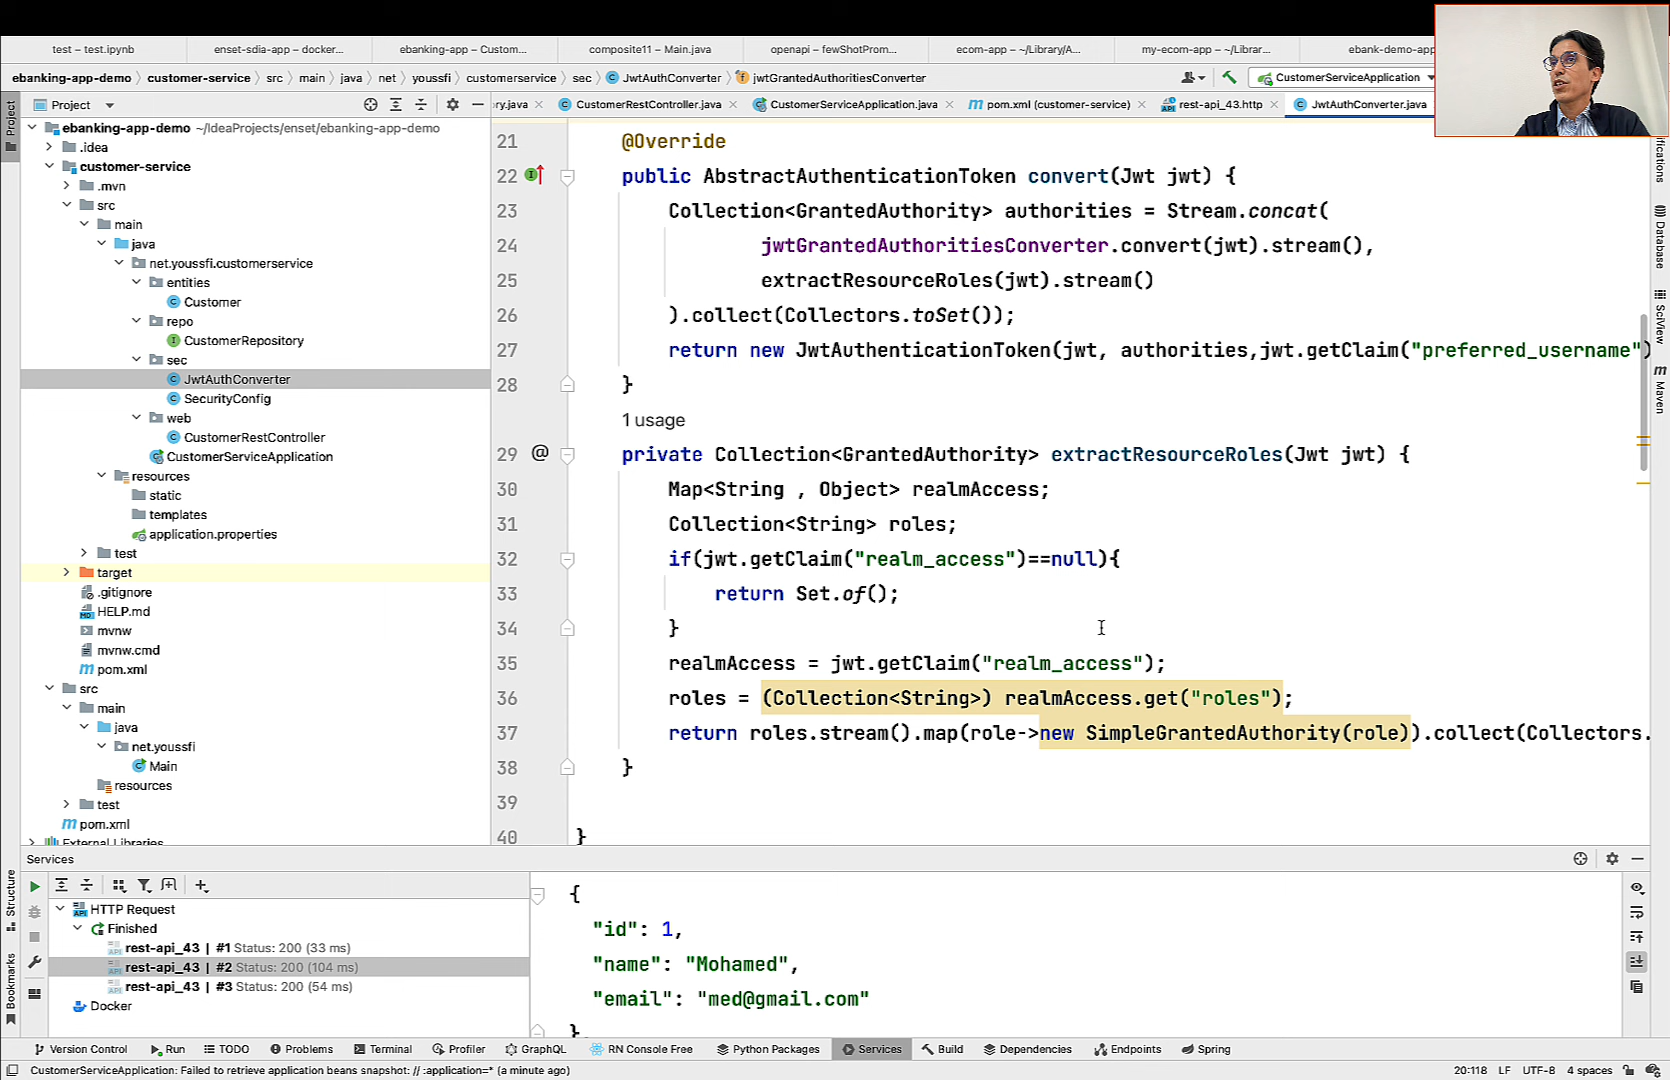 test – test.ipynb
enset-sdia-app – docker...
ebanking-app – Custom...
composite11 – Main.java
openapi – fewShotProm...
ecom-app – ~/Library/A...
my-ecom-app – ~/Librar...
ebank-demo-app
ebanking-app-demo › customer-service › src › main › java › net › youssfi › customerservice › sec › JwtAuthConverter › jwtGrantedAuthoritiesConverter
CustomerServiceApplication
Project
Project
ry.java
CustomerRestController.java
CustomerServiceApplication.java
pom.xml (customer-service)
rest-api_43.http
JwtAuthConverter.java
ebanking-app-demo ~/IdeaProjects/enset/ebanking-app-demo
.idea
customer-service
.mvn
src
main
java
net.youssfi.customerservice
entities
Customer
repo
CustomerRepository
sec
JwtAuthConverter
SecurityConfig
web
CustomerRestController
CustomerServiceApplication
resources
static
templates
application.properties
test
target
.gitignore
HELP.md
mvnw
mvnw.cmd
pom.xml
src
main
java
net.youssfi
Main
resources
test
pom.xml
External Libraries
21 @Override
22 public AbstractAuthenticationToken convert(Jwt jwt) {
23 Collection<GrantedAuthority> authorities = Stream.concat(
24 jwtGrantedAuthoritiesConverter.convert(jwt).stream(),
25 extractResourceRoles(jwt).stream()
26 ).collect(Collectors.toSet());
27 return new JwtAuthenticationToken(jwt, authorities,jwt.getClaim("preferred_username")
28 }
1 usage
29 @ private Collection<GrantedAuthority> extractResourceRoles(Jwt jwt) {
30 Map<String , Object> realmAccess;
31 Collection<String> roles;
32 if(jwt.getClaim("realm_access")==null){
33 return Set.of();
34 }
35 realmAccess = jwt.getClaim("realm_access");
36 roles = (Collection<String>) realmAccess.get("roles");
37 return roles.stream().map(role->new SimpleGrantedAuthority(role)).collect(Collectors.
38 }
39
40 }
ifications
Database
SciView
m Maven
Services
HTTP Request
Finished
rest-api_43 | #1 Status: 200 (33 ms)
rest-api_43 | #2 Status: 200 (104 ms)
rest-api_43 | #3 Status: 200 (54 ms)
Docker
{
"id": 1,
"name": "Mohamed",
"email": "med@gmail.com"
}
Structure
Bookmarks
Version Control
Run
TODO
Problems
Terminal
Profiler
GraphQL
RN Console Free
Python Packages
Services
Build
Dependencies
Endpoints
Spring
CustomerServiceApplication: Failed to retrieve application beans snapshot: // :application=* (a minute ago)
20:118 LF UTF-8 4 spaces